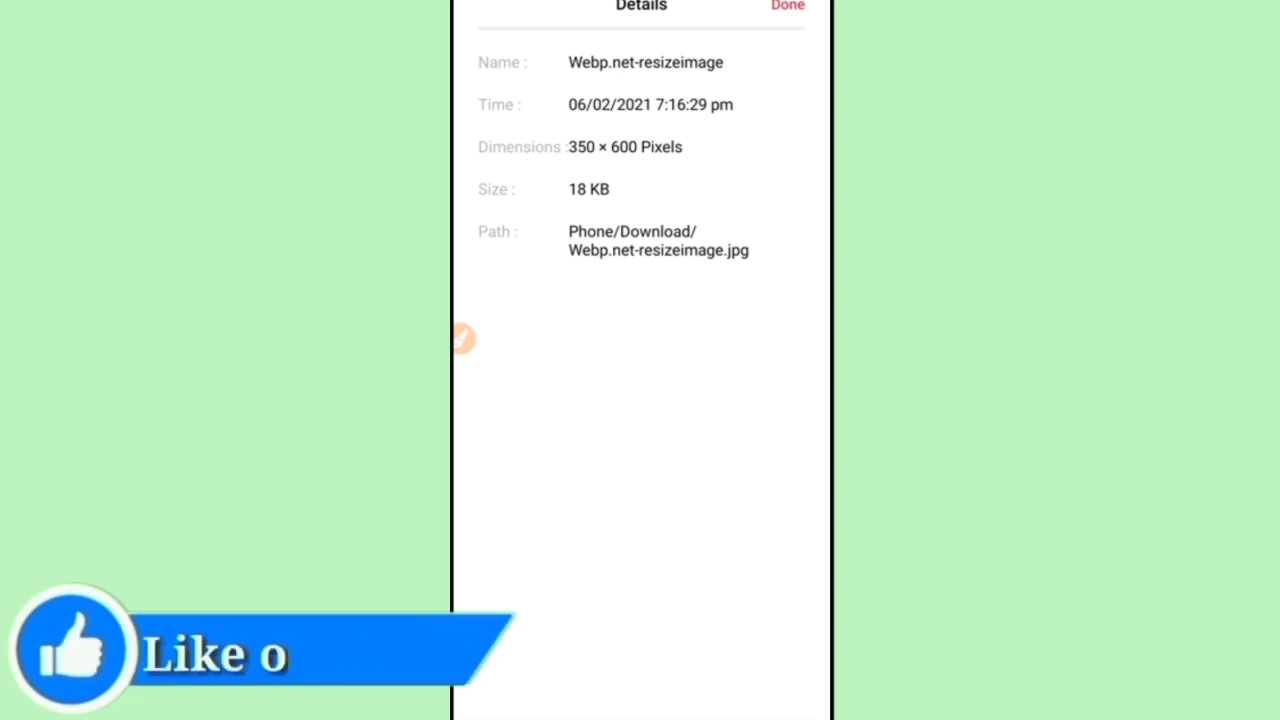 Details
Done
Name : Webp.net-resizeimage
Time : 06/02/2021 7:16:29 pm
Dimensions : 350 × 600 Pixels
Size : 18 KB
Path : Phone/Download/
Webp.net-resizeimage.jpg
Like o